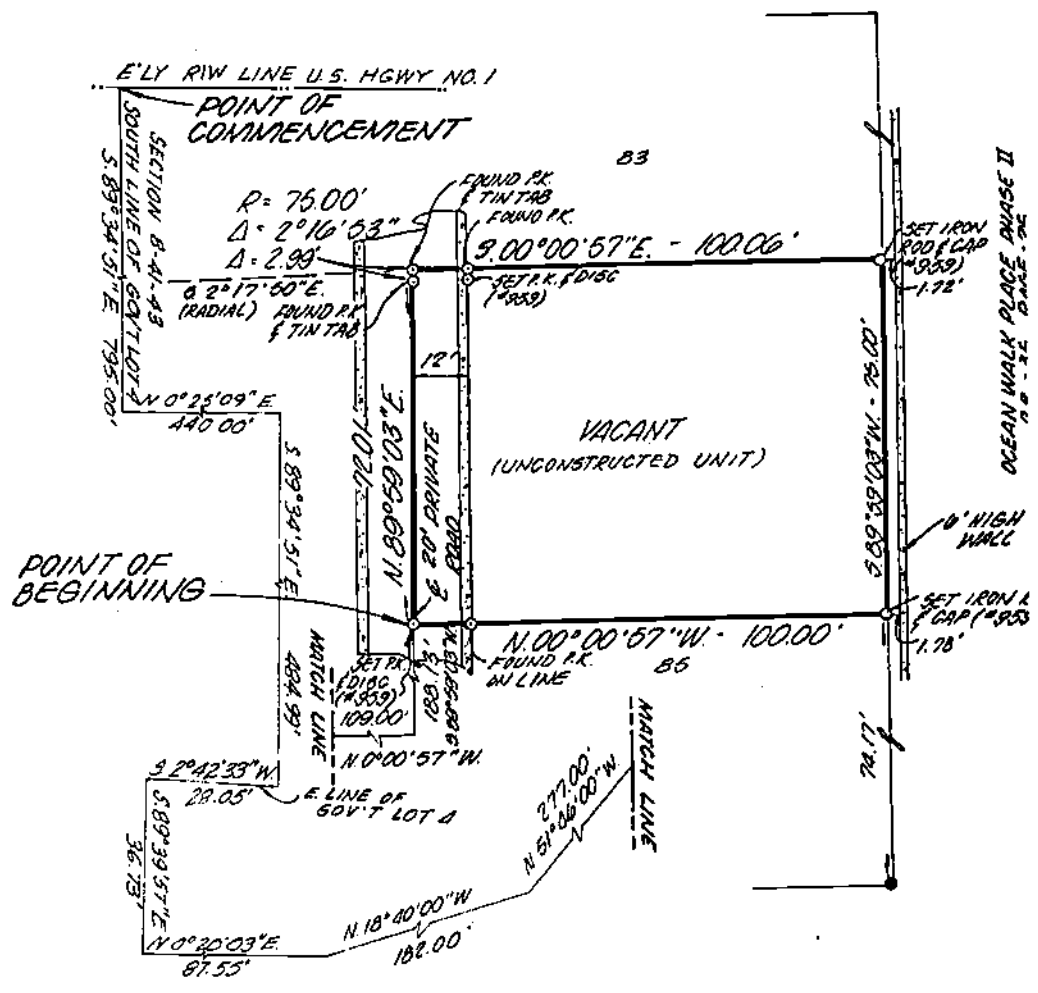 E'LY R/W LINE U.S. HGWY NO. 1
POINT OF
COMMENCEMENT
SECTION 8-41-43
SOUTH LINE OF GOV'T LOT 4
S. 89°34'51" E. 795.00'
83
R= 75.00'
Δ= 2°16'53"
Δ= 2.99'
FOUND P.K.
& TIN TAB
FOUND P.K.
S. 00°00'57"E. - 100.06'
SET P.K. & DISC
(#959)
S. 2°17'50"E.
(RADIAL)
FOUND P.K.
& TIN TAB
SET IRON
ROD & CAP
(#959)
1.72'
OCEAN WALK PLACE PHASE II
12'
N 0°25'09" E.
440.00'
N.89°59'03"E.
20' PRIVATE
ROAD
VACANT
(UNCONSTRUCTED UNIT)
S.89°59'03"W. - 75.00'
6' HIGH
WALL
S 89°34'51" E. 484.99'
POINT OF
BEGINNING
SET IRON
& CAP (#959
1.78'
N.00°00'57"W. - 100.00'
85
FOUND P.K.
ON LINE
SET P.K.
& DISC
(#959)
188.13'
S.89°59'03"W.
109.00'
N.0°00'57"W.
MATCH LINE
MATCH LINE
74.17'
S 2°42'33" W.
28.05'
E. LINE OF
GOV'T LOT 4
S.89°39'57"E.
36.73'
277.00'
N 51°06'00"W
N.18°40'00"W
182.00'
N 0°20'03"E.
87.55'